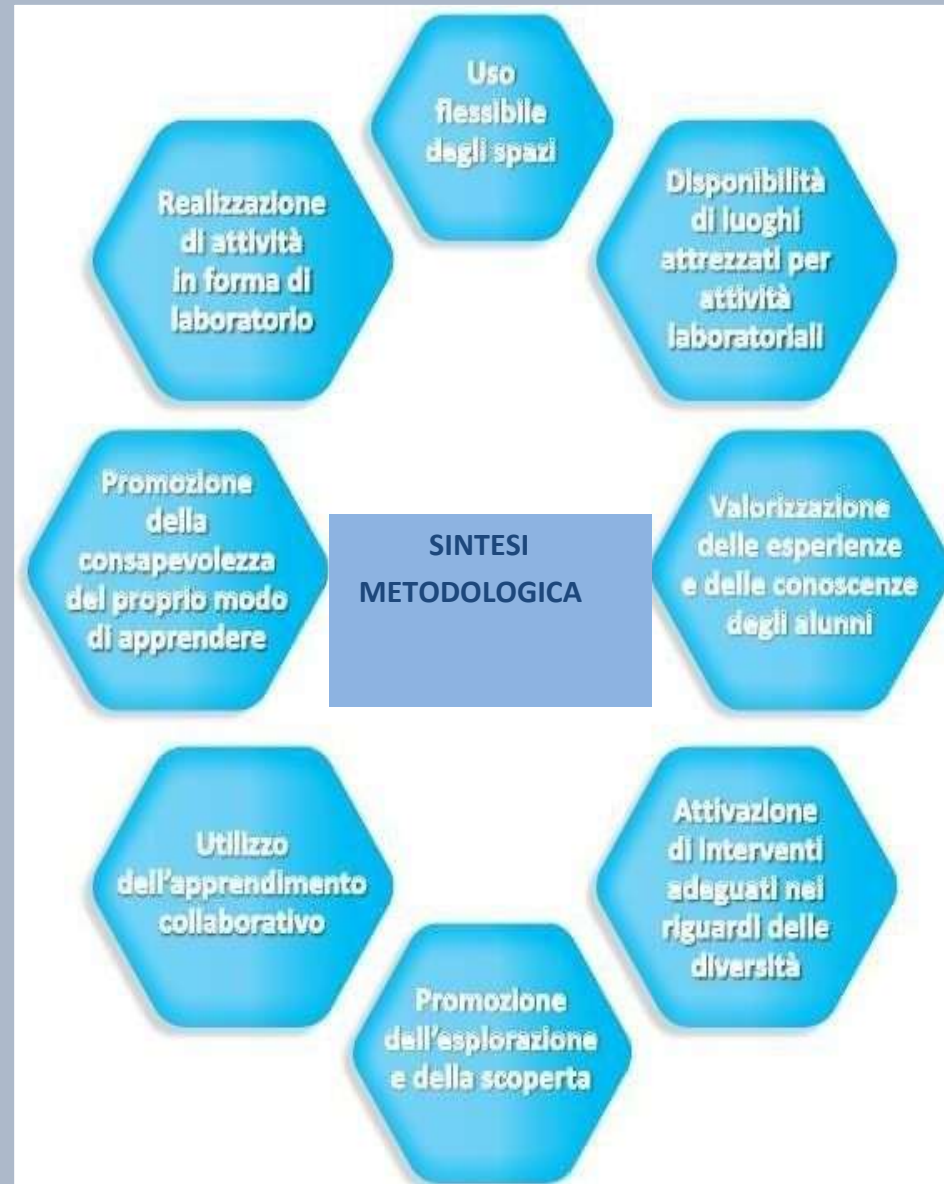 Uso
flessibile
degli spazi
Disponibilità
di luoghi
attrezzati per
attività
laboratoriali
Valorizzazione
delle esperienze
e delle conoscenze
degli alunni
Attivazione
di interventi
adeguati nei
riguardi delle
diversità
Promozione
dell'esplorazione
e della scoperta
Utilizzo
dell'apprendimento
collaborativo
Promozione
della
consapevolezza
del proprio modo
di apprendere
Realizzazione
di attività
in forma di
laboratorio
SINTESI
METODOLOGICA